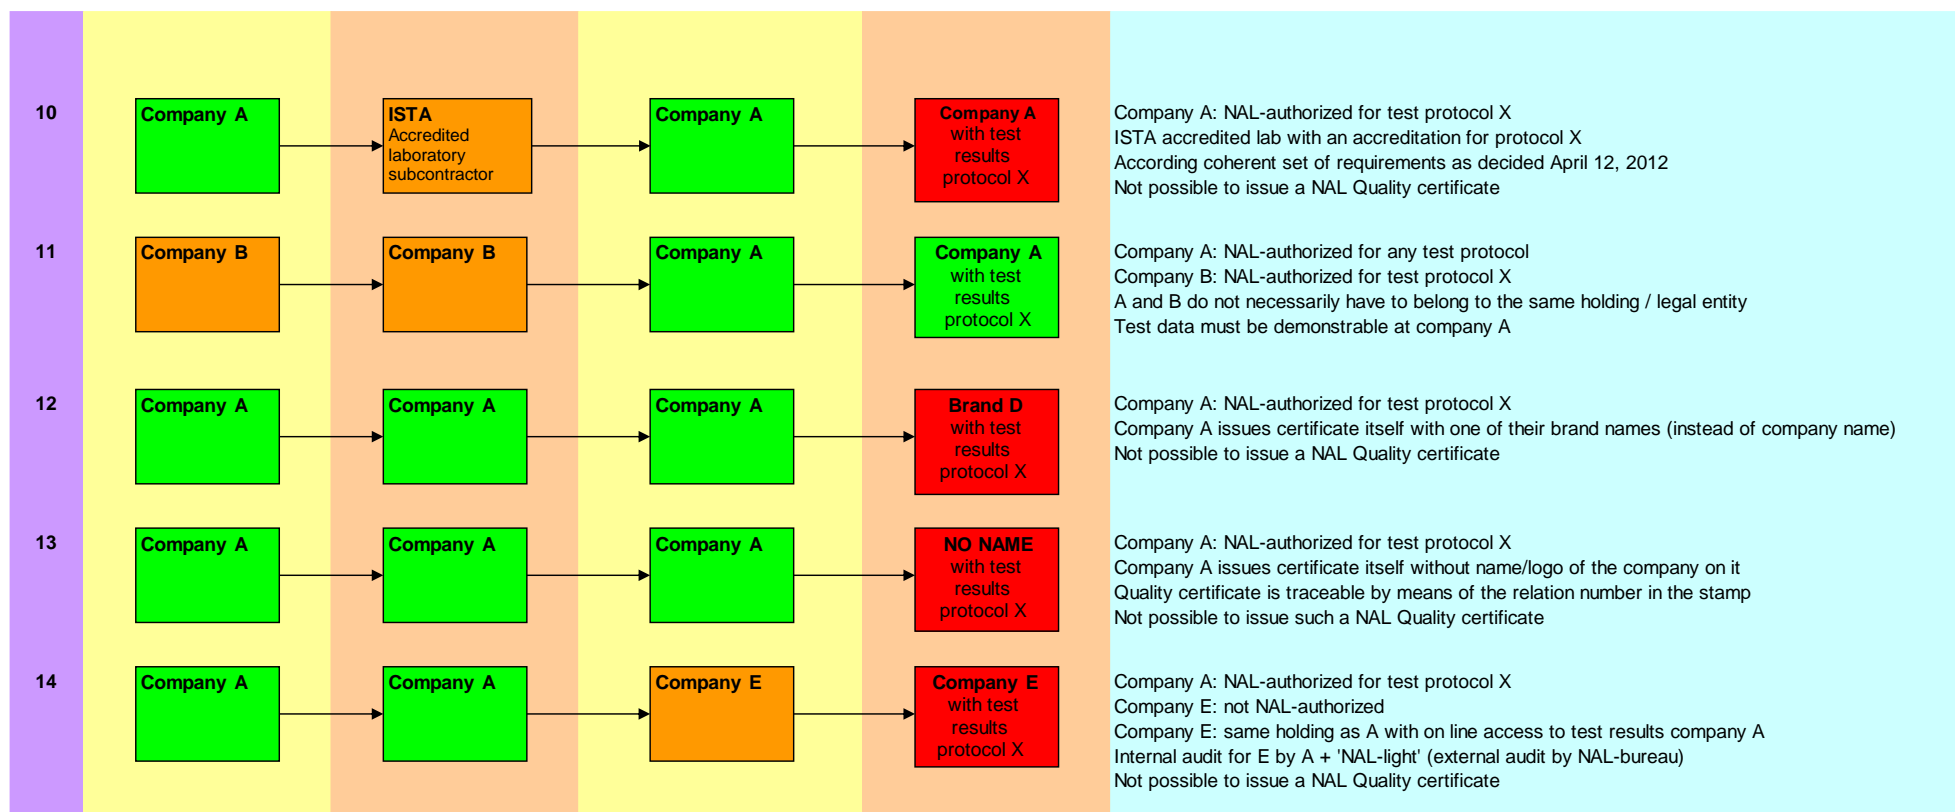 10
Company A
ISTA
Accredited
laboratory
subcontractor
Company A
Company A
with test
results
protocol X
Company A: NAL-authorized for test protocol X
ISTA accredited lab with an accreditation for protocol X
According coherent set of requirements as decided April 12, 2012
Not possible to issue a NAL Quality certificate
11
Company B
Company B
Company A
Company A
with test
results
protocol X
Company A: NAL-authorized for any test protocol
Company B: NAL-authorized for test protocol X
A and B do not necessarily have to belong to the same holding / legal entity
Test data must be demonstrable at company A
12
Company A
Company A
Company A
Brand D
with test
results
protocol X
Company A: NAL-authorized for test protocol X
Company A issues certificate itself with one of their brand names (instead of company name)
Not possible to issue a NAL Quality certificate
13
Company A
Company A
Company A
NO NAME
with test
results
protocol X
Company A: NAL-authorized for test protocol X
Company A issues certificate itself without name/logo of the company on it
Quality certificate is traceable by means of the relation number in the stamp
Not possible to issue such a NAL Quality certificate
14
Company A
Company A
Company E
Company E
with test
results
protocol X
Company A: NAL-authorized for test protocol X
Company E: not NAL-authorized
Company E: same holding as A with on line access to test results company A
Internal audit for E by A + 'NAL-light' (external audit by NAL-bureau)
Not possible to issue a NAL Quality certificate